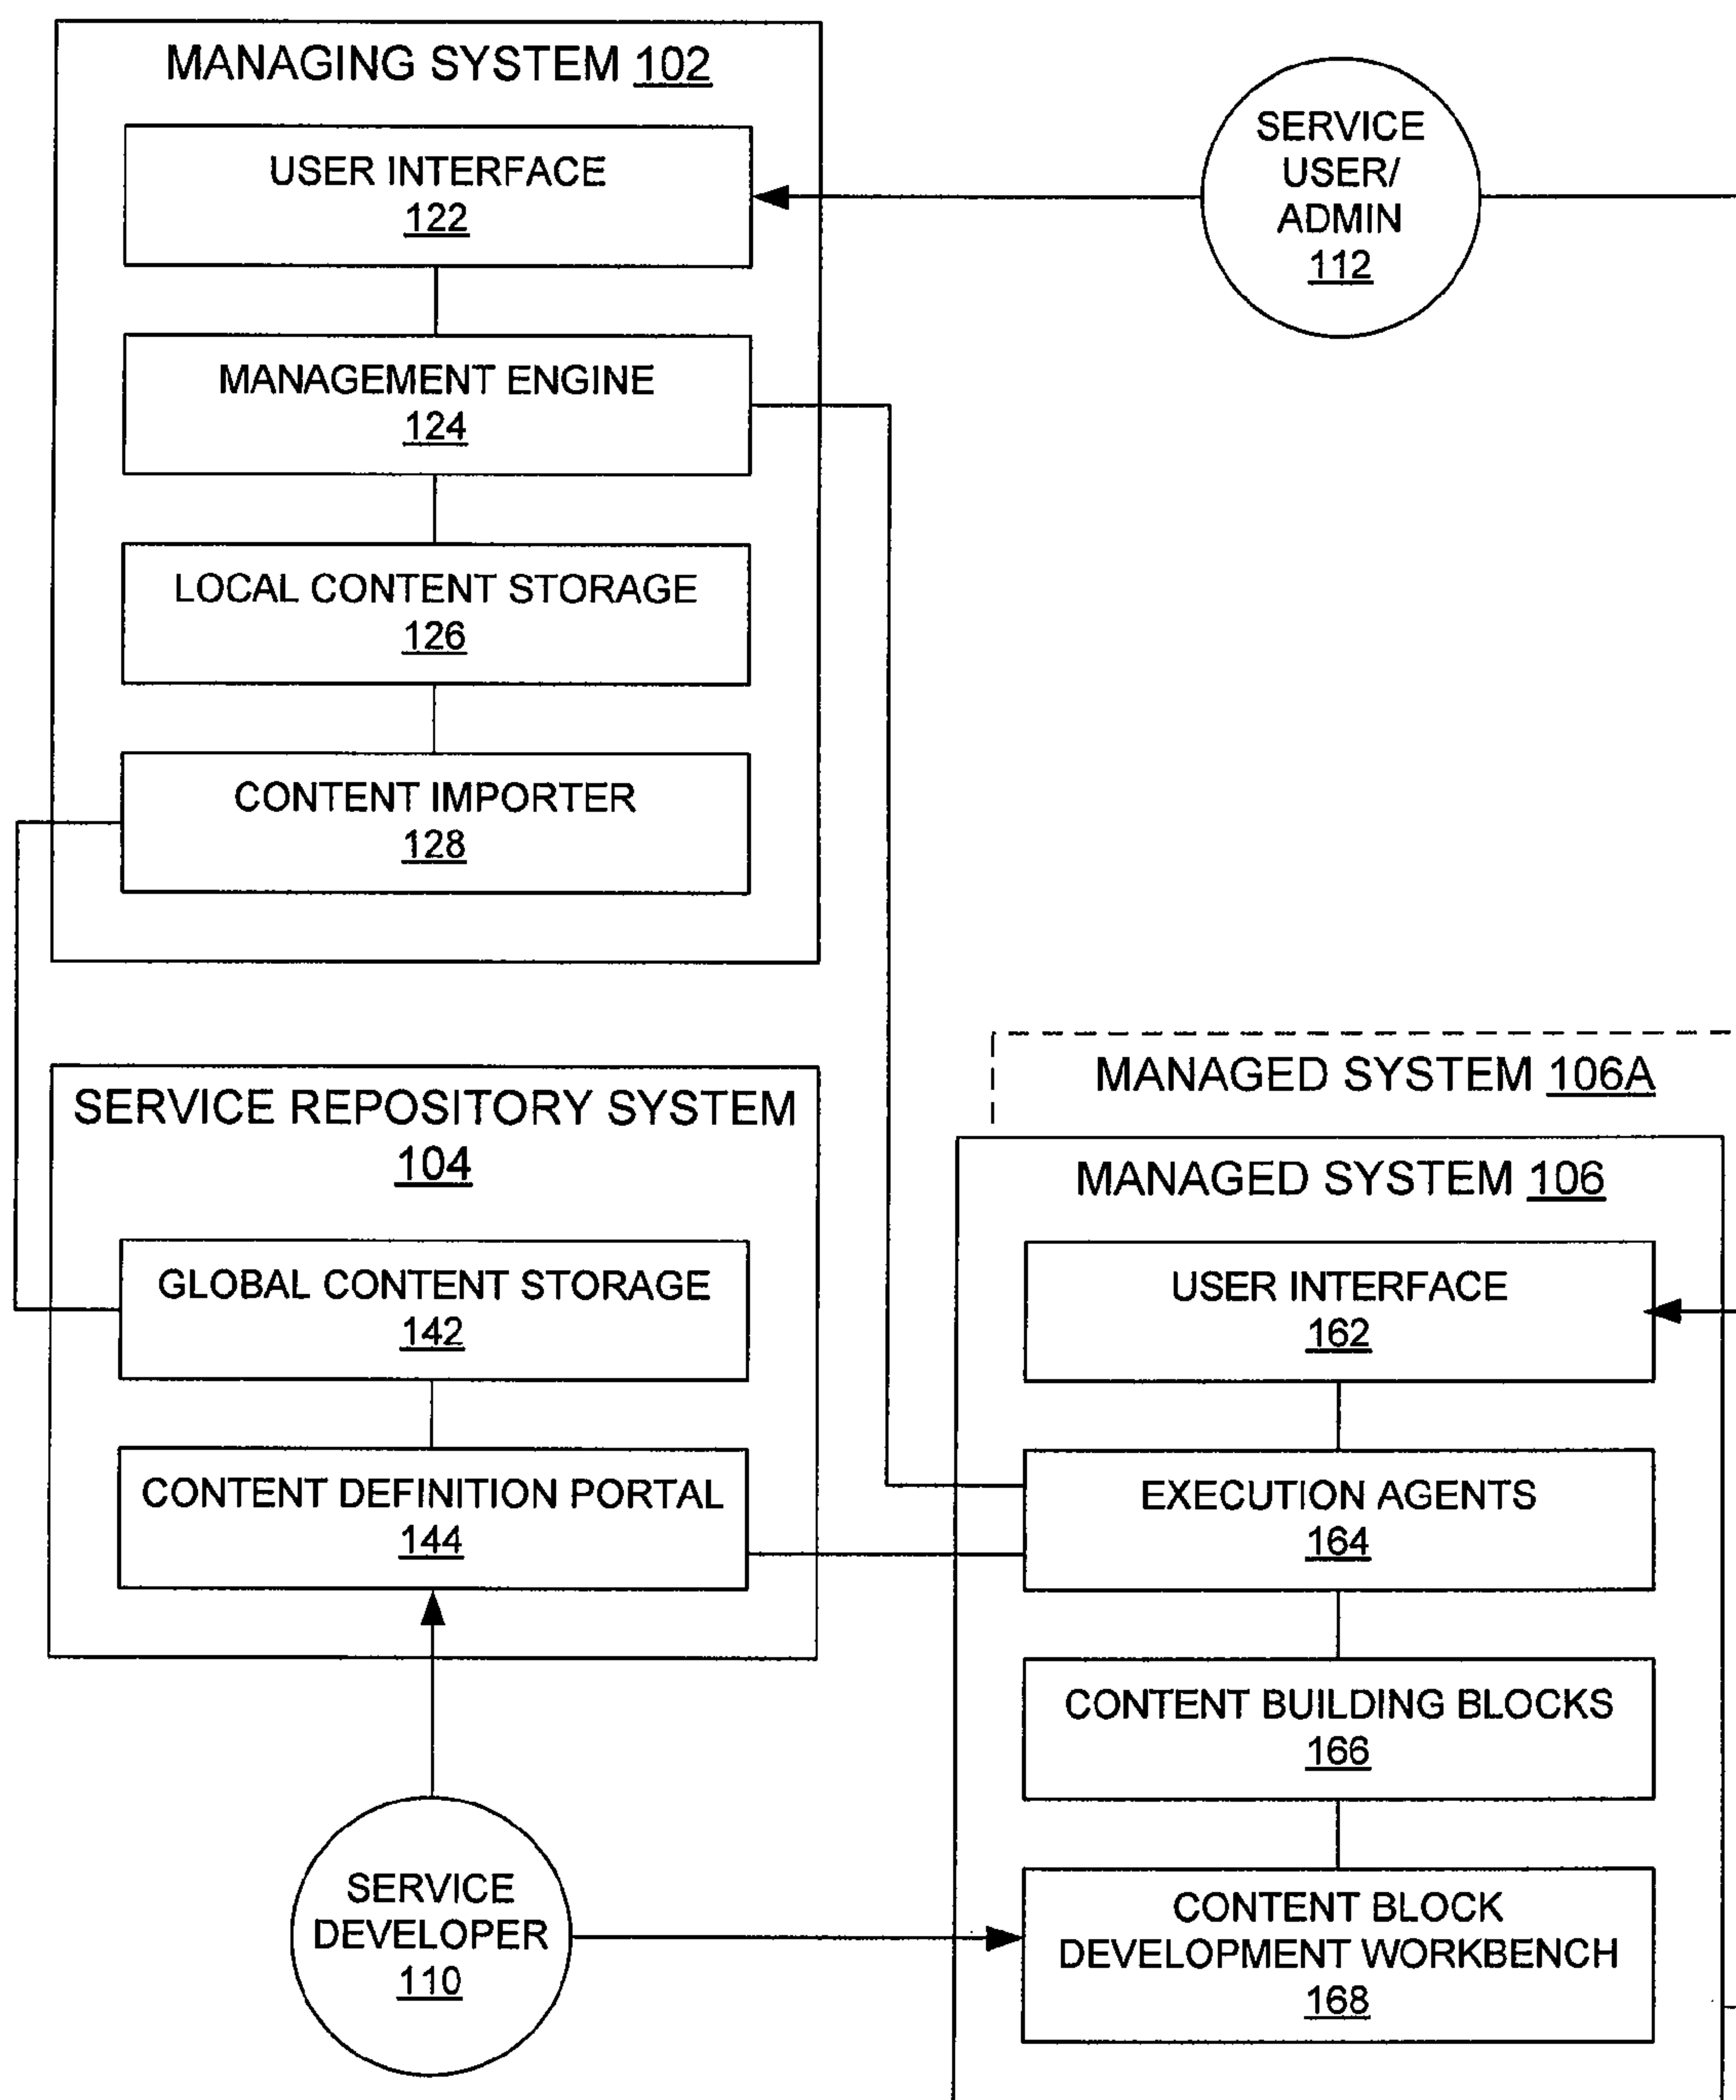 MANAGING SYSTEM 102
USER INTERFACE
122
MANAGEMENT ENGINE
124
LOCAL CONTENT STORAGE
126
CONTENT IMPORTER
128
SERVICE
USER/
ADMIN
112
SERVICE REPOSITORY SYSTEM
104
GLOBAL CONTENT STORAGE
142
CONTENT DEFINITION PORTAL
144
SERVICE
DEVELOPER
110
MANAGED SYSTEM 106A
MANAGED SYSTEM 106
USER INTERFACE
162
EXECUTION AGENTS
164
CONTENT BUILDING BLOCKS
166
CONTENT BLOCK
DEVELOPMENT WORKBENCH
168